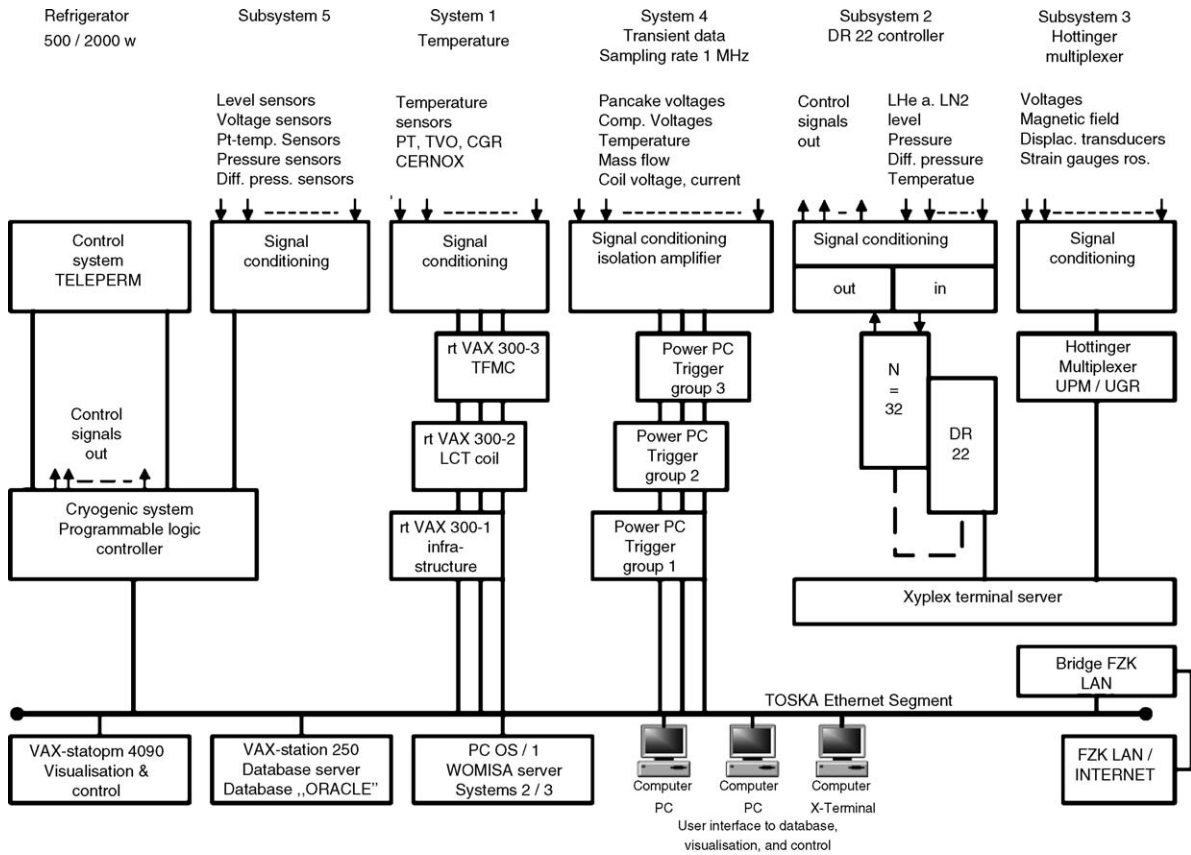 Refrigerator
500 / 2000 w
Subsystem 5
System 1
Temperature
System 4
Transient data
Sampling rate 1 MHz
Subsystem 2
DR 22 controller
Subsystem 3
Hottinger
multiplexer
Level sensors
Voltage sensors
Pt-temp. Sensors
Pressure sensors
Diff. press. sensors
Temperature
sensors
PT, TVO, CGR
CERNOX
Pancake voltages
Comp. Voltages
Temperature
Mass flow
Coil voltage, current
Control
signals
out
LHe a. LN2
level
Pressure
Diff. pressure
Temperatue
Voltages
Magnetic field
Displac. transducers
Strain gauges ros.
Control
system
TELEPERM
Signal
conditioning
Signal
conditioning
Signal conditioning
isolation amplifier
Signal conditioning
out
in
Signal
conditioning
rt VAX 300-3
TFMC
Power PC
Trigger
group 3
N
=
32
DR
22
Hottinger
Multiplexer
UPM / UGR
Control
signals
out
rt VAX 300-2
LCT coil
Power PC
Trigger
group 2
Cryogenic system
Programmable logic
controller
rt VAX 300-1
infra-
structure
Power PC
Trigger
group 1
Xyplex terminal server
Bridge FZK
LAN
TOSKA Ethernet Segment
VAX-statopm 4090
Visualisation &
control
VAX-station 250
Database server
Database ,,ORACLE”
PC OS / 1
WOMISA server
Systems 2 / 3
Computer
PC
Computer
PC
Computer
X-Terminal
User interface to database,
visualisation, and control
FZK LAN /
INTERNET